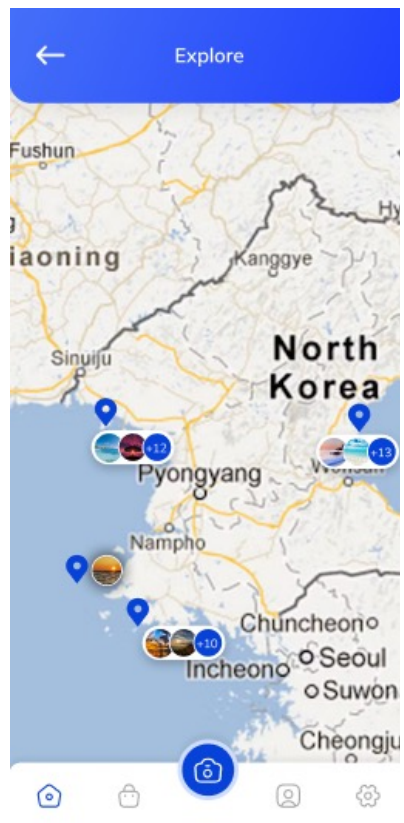 Explore
Fushun
Hy
iaoning
Kanggye
North
Korea
Sinuiju
+12
+13
Pyongyang
Wonsan
Nampho
Chuncheon
+10
Seoul
Incheon
Suwon
Cheongju